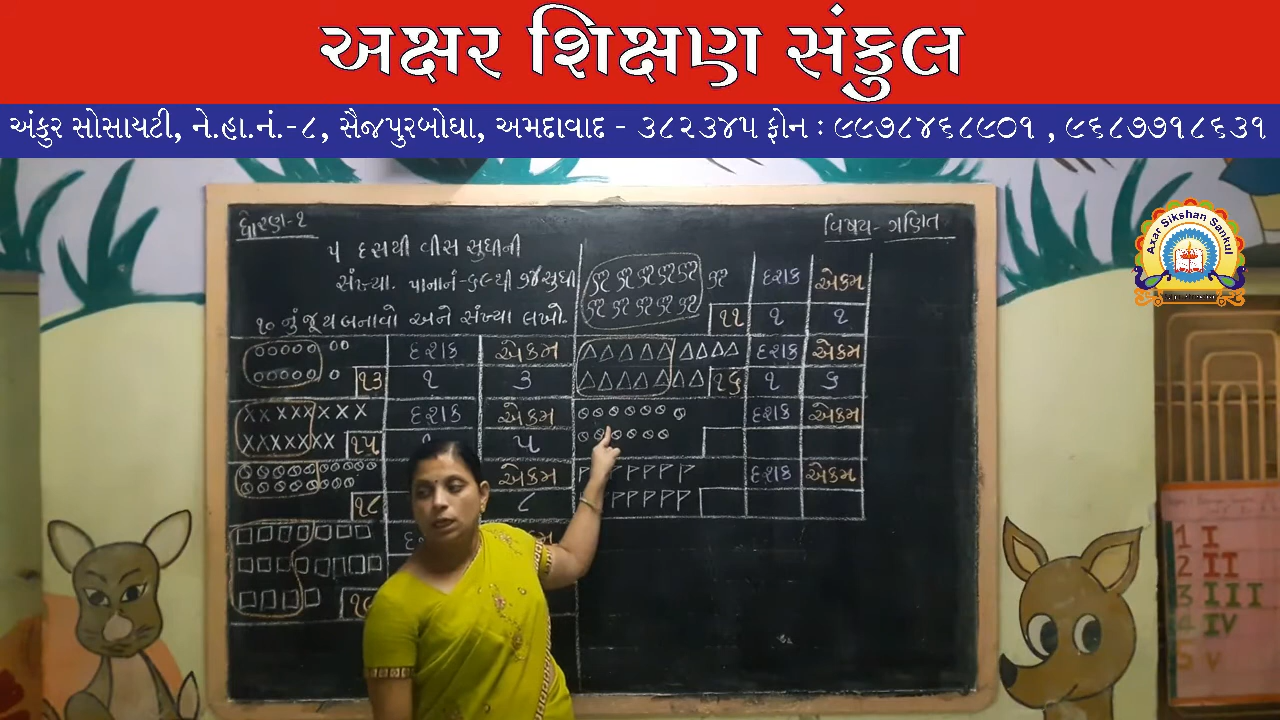 અક્ષર શિક્ષણ સંકુલ
અંકુર સોસાયટી, ને.હા.નં.-૮, સૈજપુરબોઘા, અમદાવાદ - ૩૮૨૩૪૫ ફોન : ૯૯૭૮૪૬૮૯૦૧ , ૯૬૮૭૭૧૮૬૩૧
Axar Sikshan Sankul
ધોરણ-૧
વિષય- ગણિત
૫ દસથી વીસ સુધીની
સંખ્યા. પાનાનં-૬૯થી ૭૪સુધી
૧૦ નું જૂથ બનાવો અને સંખ્યા લખો.
દશક એકમ
૧૧ ૧ ૧
દશક એકમ
૧૩ ૧ ૩
દશક એકમ
૧૬ ૧ ૬
દશક એકમ
૧૫ ૫
દશક એકમ
એકમ
૧૮ ૮
દશક એકમ
1 I
2 II
3 III
4 IV
5 V